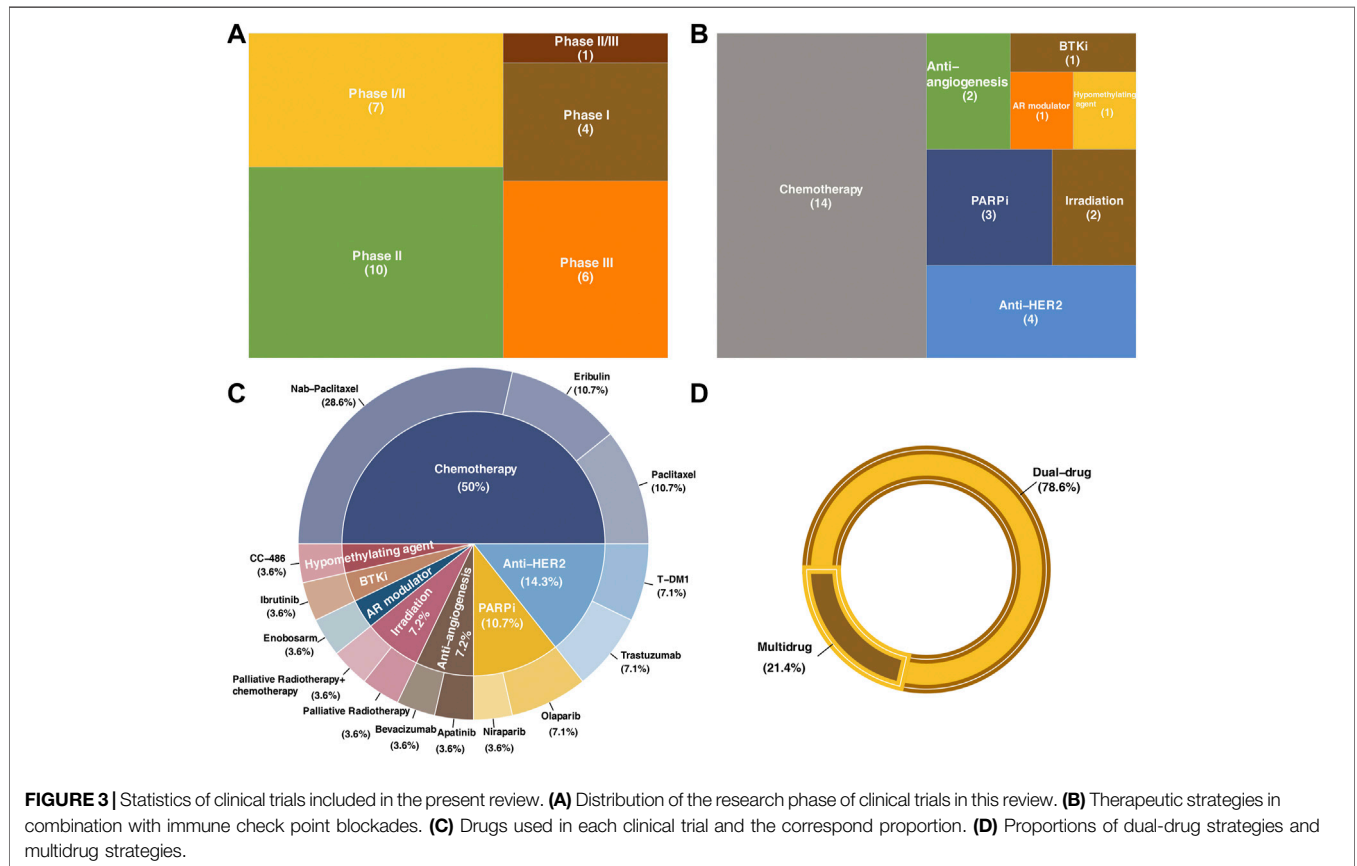 A
Phase I/II
(7)
Phase II
(10)
Phase II/III
(1)
Phase I
(4)
Phase III
(6)
B
Chemotherapy
(14)
Anti–
angiogenesis
(2)
BTKi
(1)
AR modulator
(1)
Hypomethylating
agent
(1)
PARPi
(3)
Irradiation
(2)
Anti–HER2
(4)
C
Nab–Paclitaxel
(28.6%)
Eribulin
(10.7%)
Paclitaxel
(10.7%)
Chemotherapy
(50%)
Hypomethylating agent
BTKi
AR modulator
Irradiation
7.2%
Anti–angiogenesis
7.2%
PARPi
(10.7%)
Anti–HER2
(14.3%)
CC–486
(3.6%)
Ibrutinib
(3.6%)
Enobosarm
(3.6%)
Palliative Radiotherapy+
chemotherapy (3.6%)
Palliative Radiotherapy
(3.6%)
Bevacizumab
(3.6%)
Apatinib
(3.6%)
Niraparib
(3.6%)
Olaparib
(7.1%)
Trastuzumab
(7.1%)
T–DM1
(7.1%)
D
Dual–drug
(78.6%)
Multidrug
(21.4%)
FIGURE 3 | Statistics of clinical trials included in the present review. (A) Distribution of the research phase of clinical trials in this review. (B) Therapeutic strategies in
combination with immune check point blockades. (C) Drugs used in each clinical trial and the correspond proportion. (D) Proportions of dual-drug strategies and
multidrug strategies.